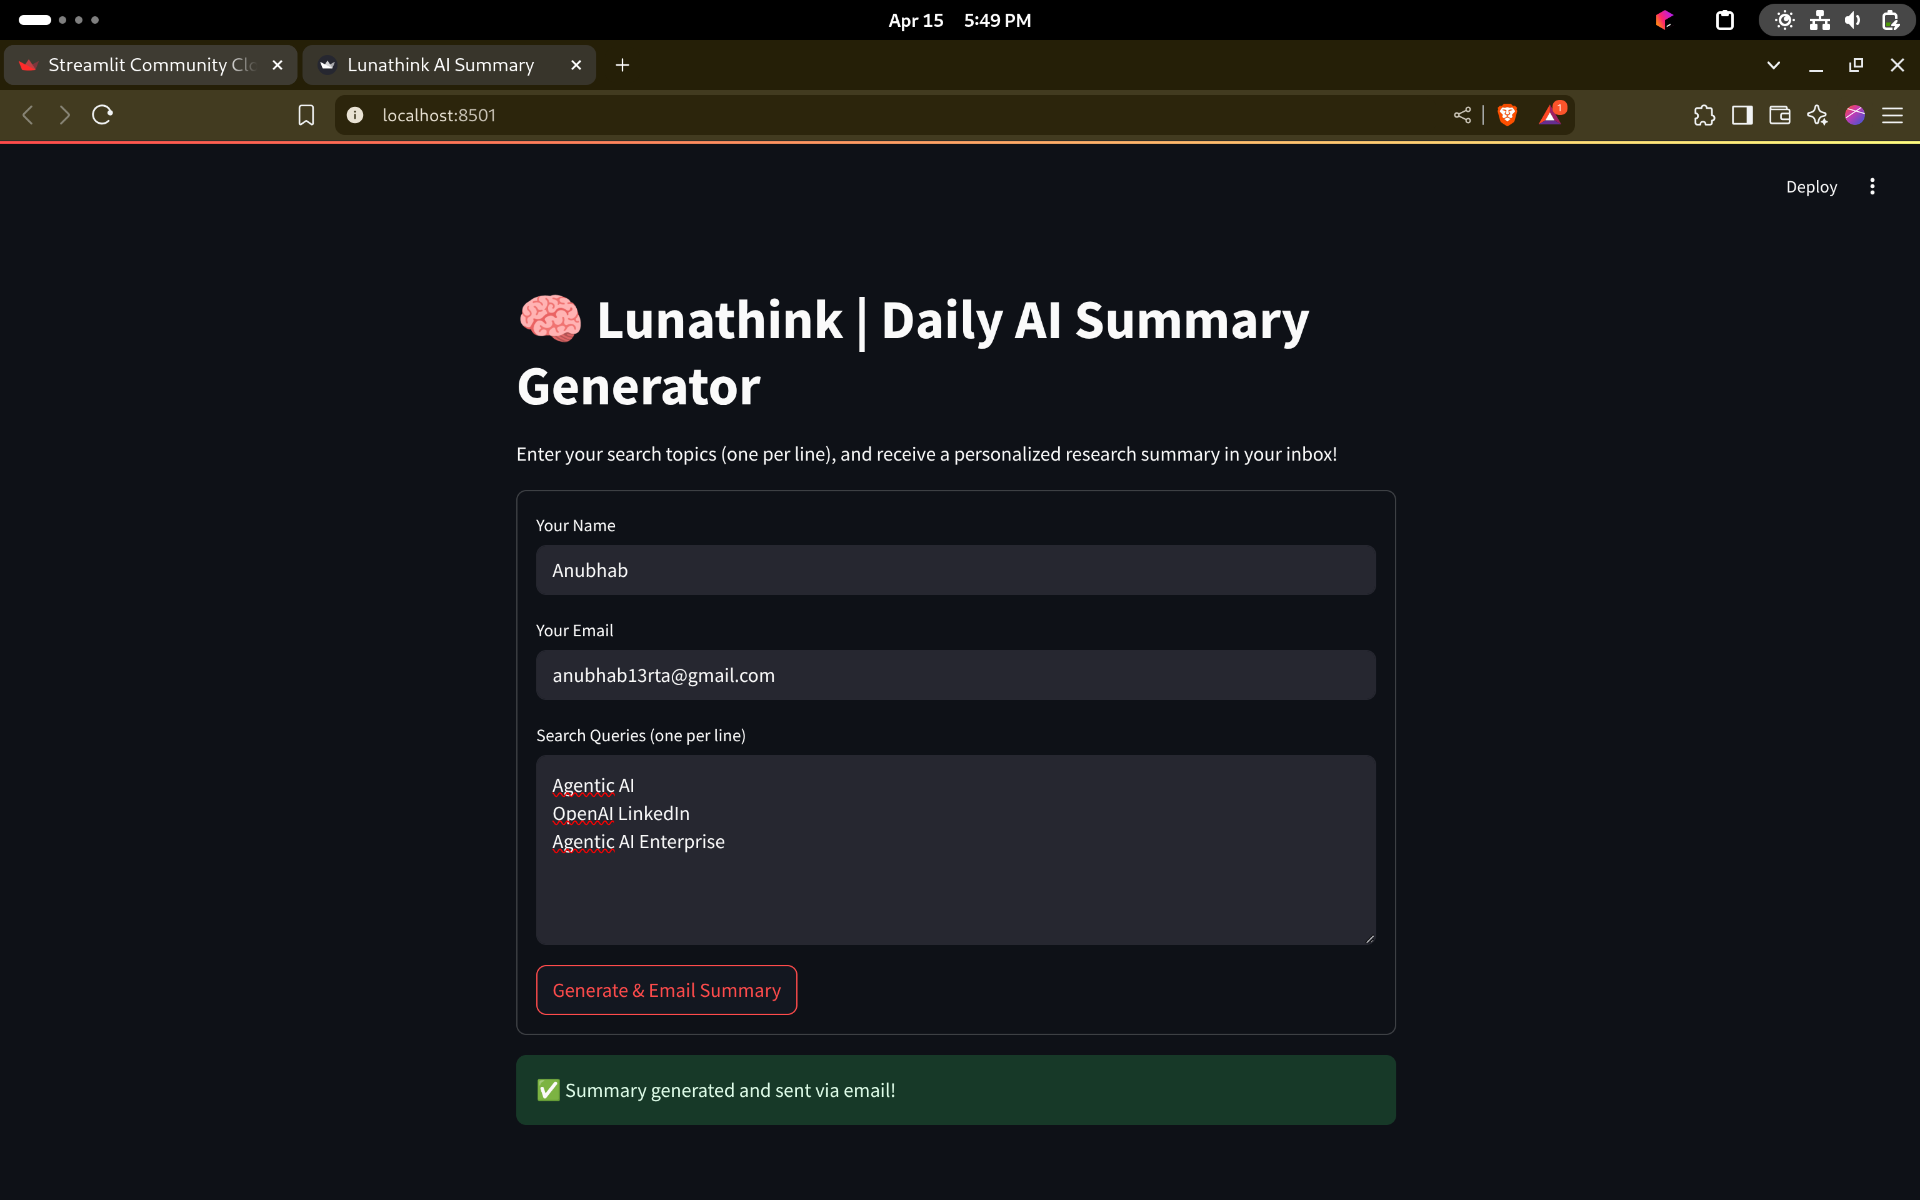 Apr 15 5:49 PM
Streamlit Community Clo
Lunathink AI Summary
localhost:8501
1
Deploy
Lunathink | Daily AI Summary
Generator
Enter your search topics (one per line), and receive a personalized research summary in your inbox!
Your Name
Anubhab
Your Email
anubhab13rta@gmail.com
Search Queries (one per line)
Agentic AI
OpenAI LinkedIn
Agentic AI Enterprise
Generate & Email Summary
✅ Summary generated and sent via email!